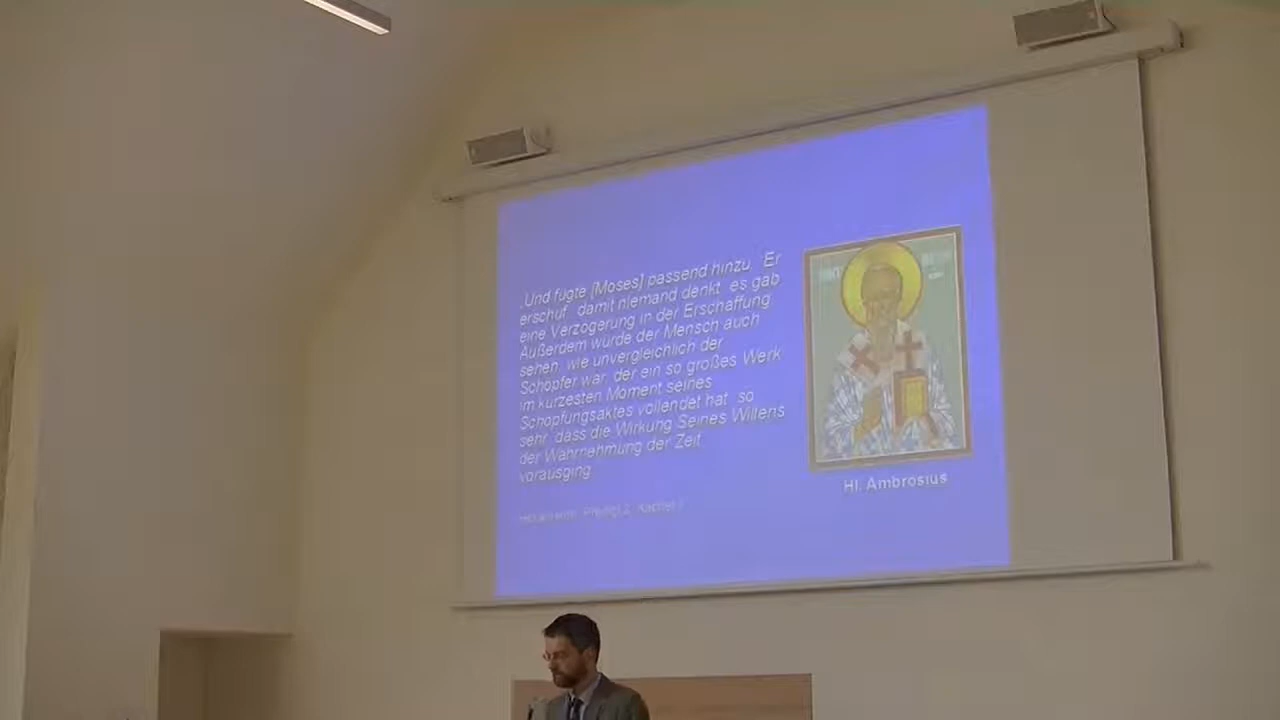 „Und fügte [Moses] passend hinzu „Er
erschuf“, damit niemand denkt, es gab
eine Verzögerung in der Erschaffung.
Außerdem würde der Mensch auch
sehen, wie unvergleichlich der
Schöpfer war, der ein so großes Werk
im kürzesten Moment seines
Schöpfungsaktes vollendet hat, so
sehr, dass die Wirkung Seines Willens
der Wahrnehmung der Zeit
vorausging.
Predigt
Hl. Ambrosius